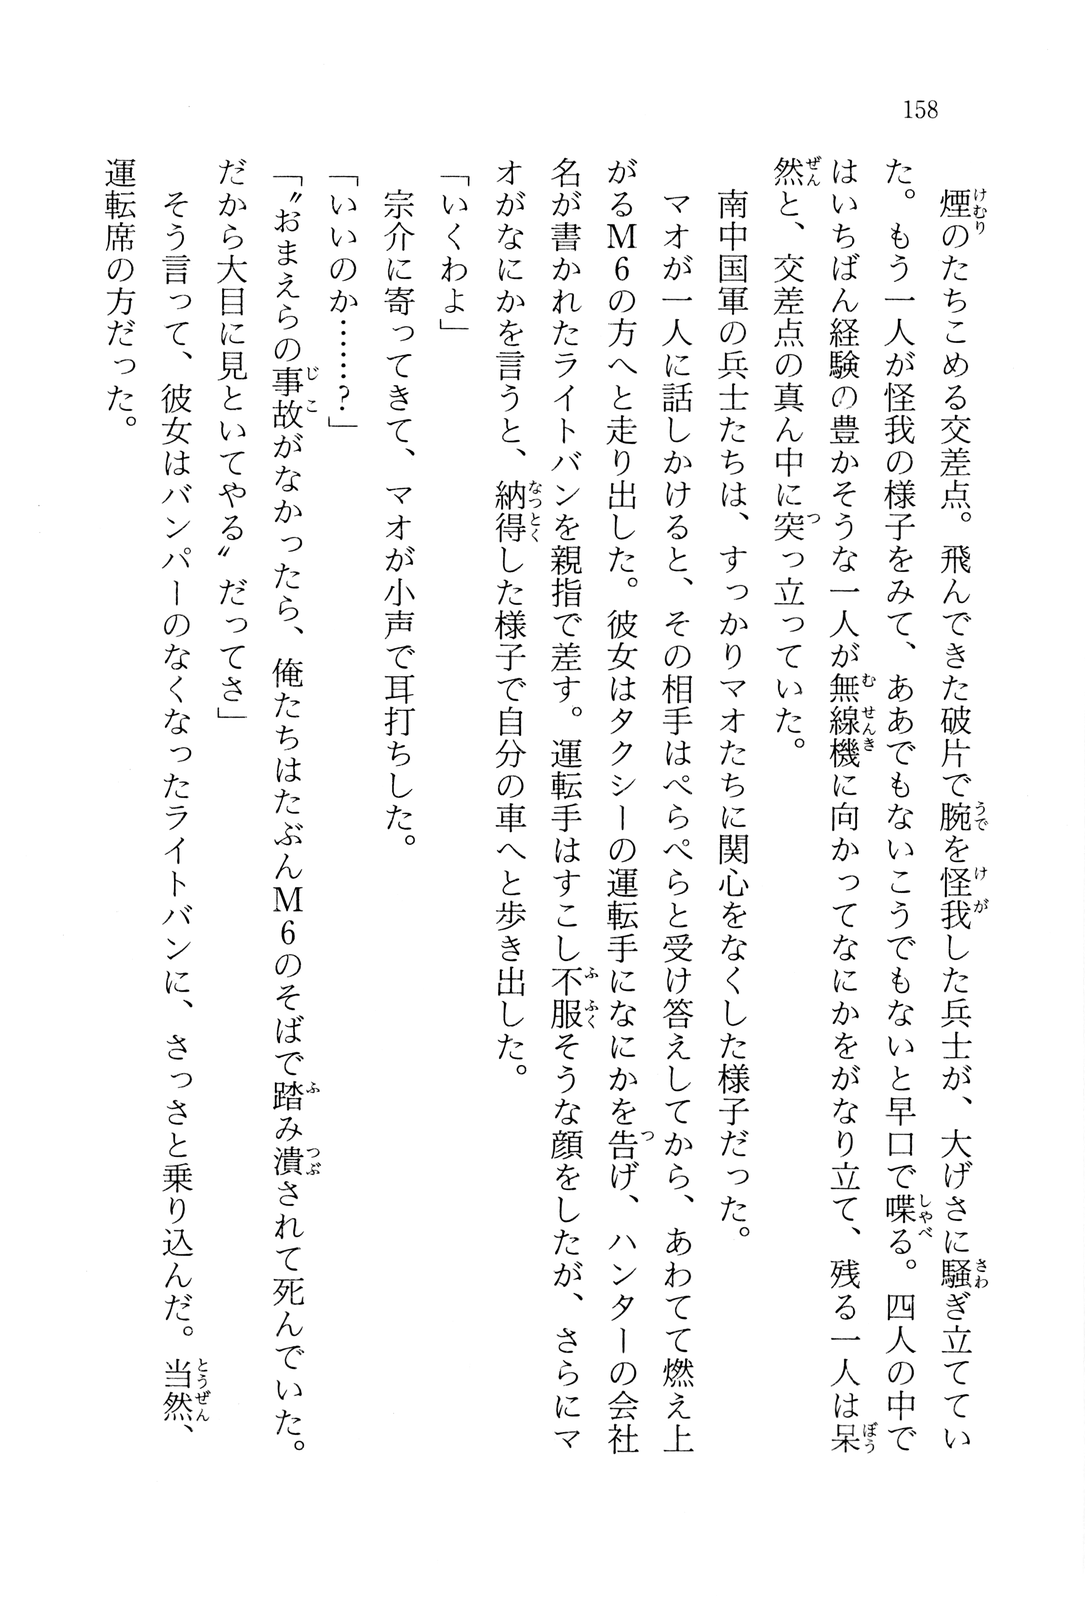 158
煙のたちこめる交差点。飛んできた破片で腕を怪我した兵士が、大げさに騒ぎ立ててい
た。もう一人が怪我の様子をみて、ああでもないこうでもないと早口で喋る。四人の中で
はいちばん経験の豊かそうな一人が無線機に向かってなにかをがなり立て、残る一人は呆
然と、交差点の真ん中に突っ立っていた。
南中国軍の兵士たちは、すっかりマオたちに関心をなくした様子だった。
マオが一人に話しかけると、その相手はぺらぺらと受け答えしてから、あわてて燃え上
がるM6の方へと走り出した。彼女はタクシーの運転手になにかを告げ、ハンターの会社
名が書かれたライトバンを親指で差す。運転手はすこし不服そうな顔をしたが、さらにマ
オがなにかを言うと、納得した様子で自分の車へと歩き出した。
「いくわよ」
宗介に寄ってきて、マオが小声で耳打ちした。
「いいのか……?」
「〝おまえらの事故がなかったら、俺たちはたぶんM6のそばで踏み潰されて死んでいた。
だから大目に見といてやる〟だってさ」
そう言って、彼女はバンパーのなくなったライトバンに、さっさと乗り込んだ。当然、
運転席の方だった。